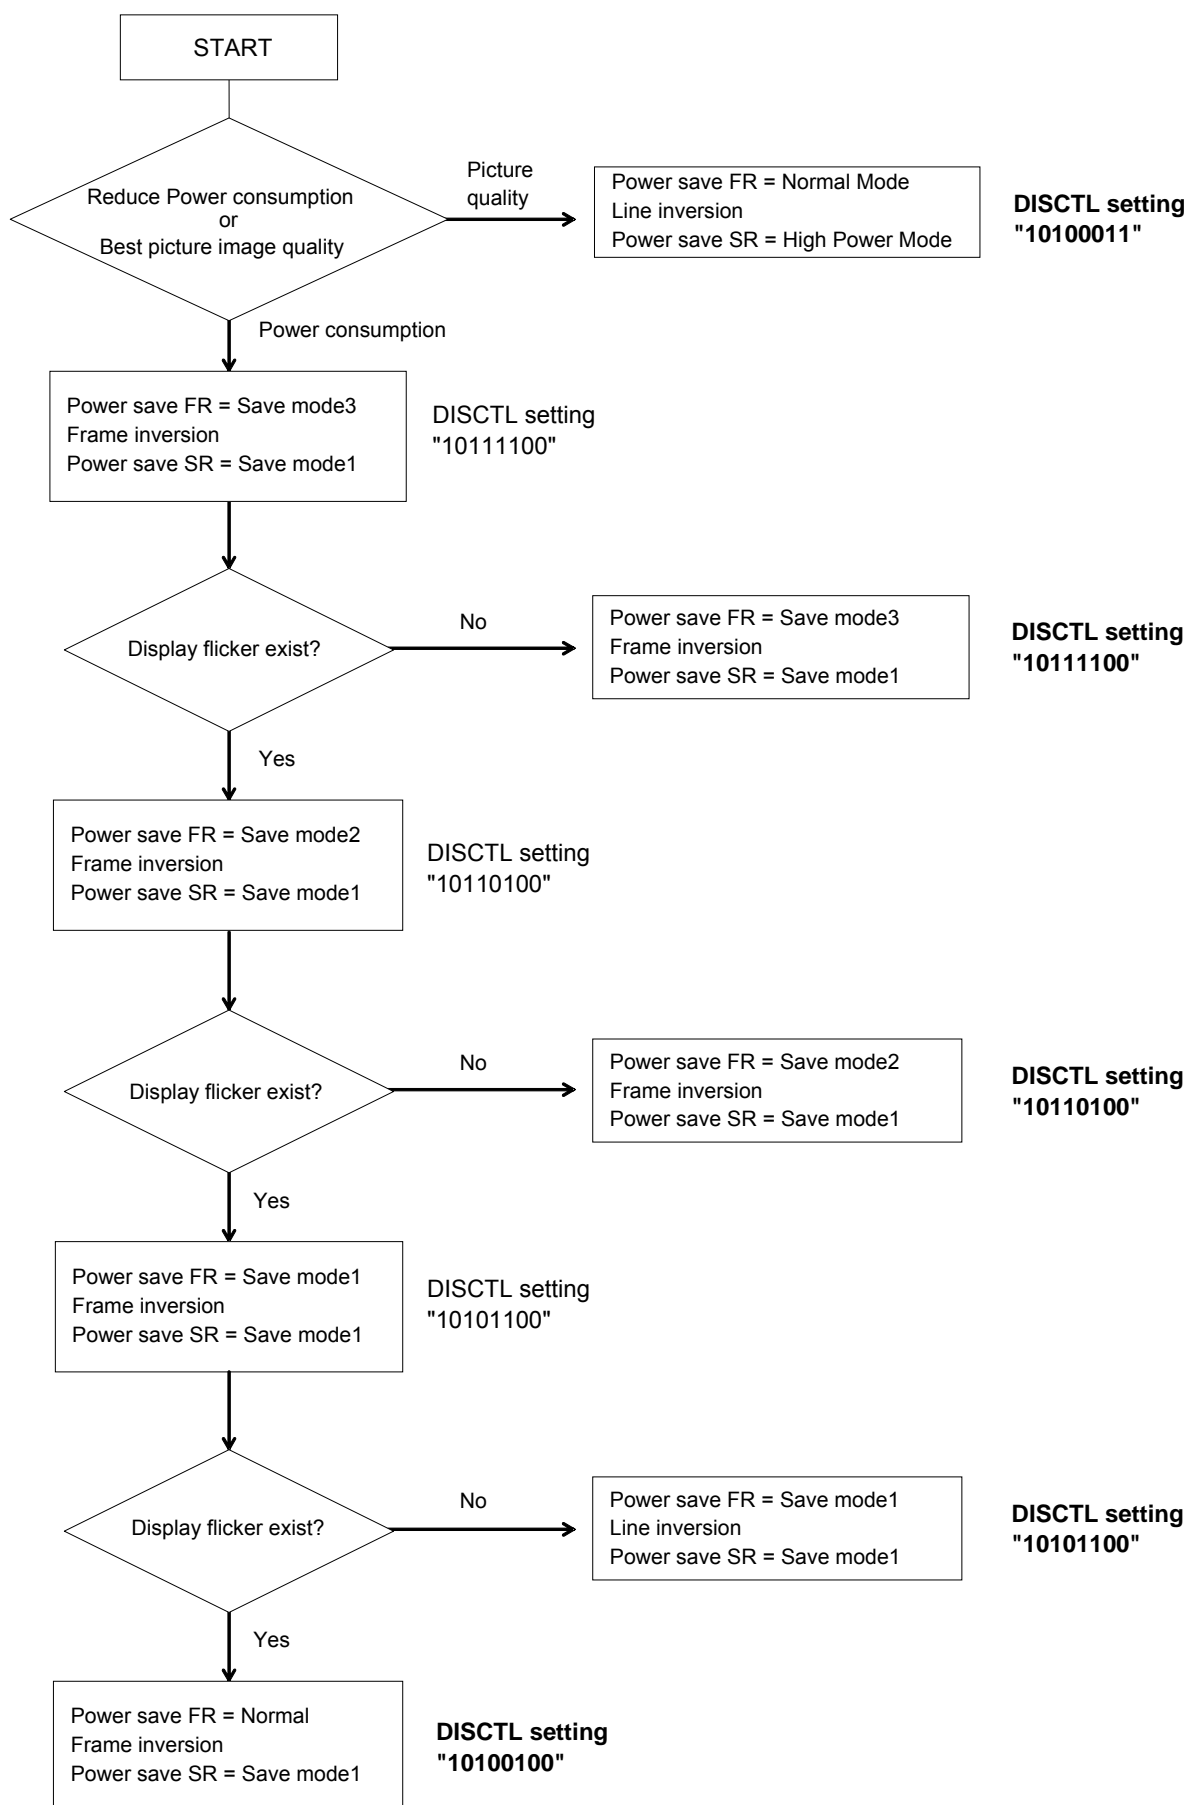 START
Reduce Power consumption
or
Best picture image quality
Picture
quality
Power save FR = Normal Mode
Line inversion
Power save SR = High Power Mode
DISCTL setting
"10100011"
Power consumption
Power save FR = Save mode3
Frame inversion
Power save SR = Save mode1
DISCTL setting
"10111100"
Display flicker exist?
No
Power save FR = Save mode3
Frame inversion
Power save SR = Save mode1
DISCTL setting
"10111100"
Yes
Power save FR = Save mode2
Frame inversion
Power save SR = Save mode1
DISCTL setting
"10110100"
Display flicker exist?
No
Power save FR = Save mode2
Frame inversion
Power save SR = Save mode1
DISCTL setting
"10110100"
Yes
Power save FR = Save mode1
Frame inversion
Power save SR = Save mode1
DISCTL setting
"10101100"
Display flicker exist?
No
Power save FR = Save mode1
Line inversion
Power save SR = Save mode1
DISCTL setting
"10101100"
Yes
Power save FR = Normal
Frame inversion
Power save SR = Save mode1
DISCTL setting
"10100100"